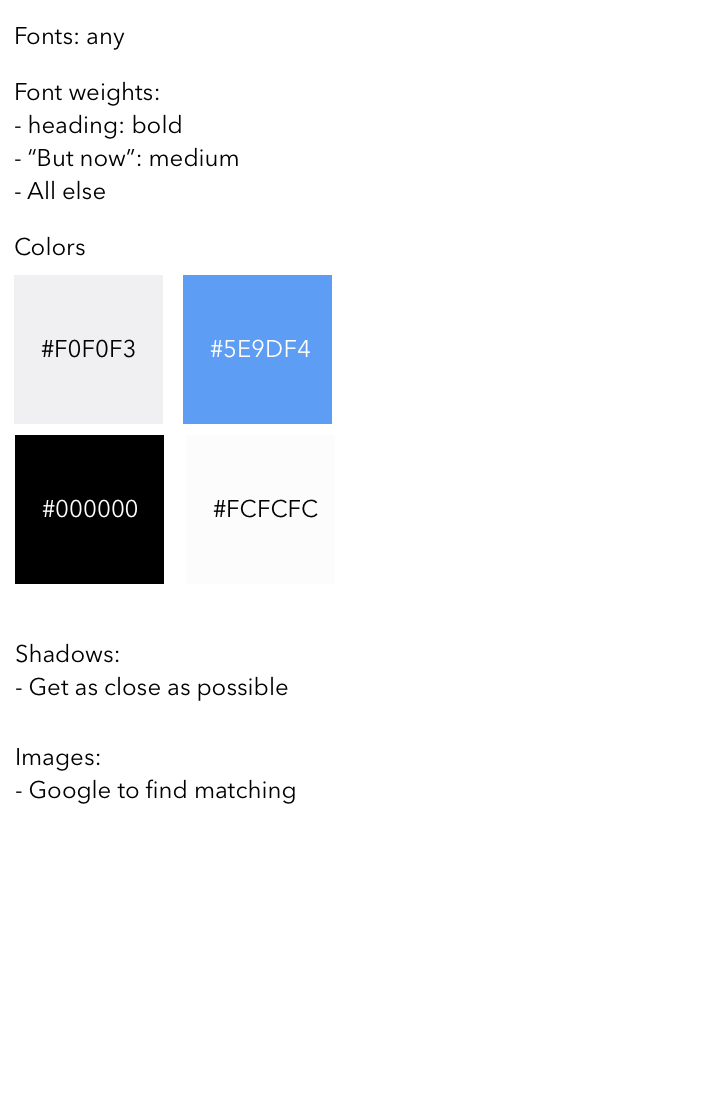 Fonts: any
Font weights:
- heading: bold
- “But now”: medium
- All else
Colors
#F0F0F3 #5E9DF4
#000000 #FCFCFC
Shadows:
- Get as close as possible
Images:
- Google to find matching